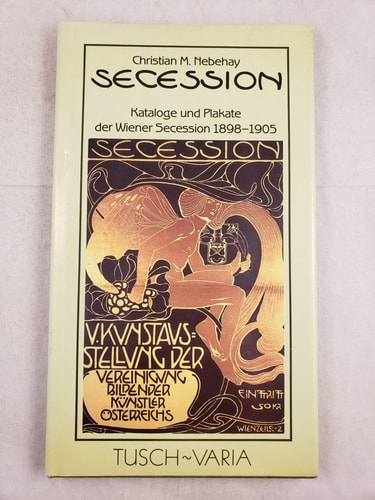 Christian M. Nebehay
SECESSION
Kataloge und Plakate
der Wiener Secession 1898–1905
SECESSION
V. KVNSTAVS=
STELLUNG DER
VEREINIGUNG
BILDENDER
KÜNSTLER
ÖSTERREICHS
EINTRITT
50 KR
WIENZEILE-2
TUSCH~VARIA